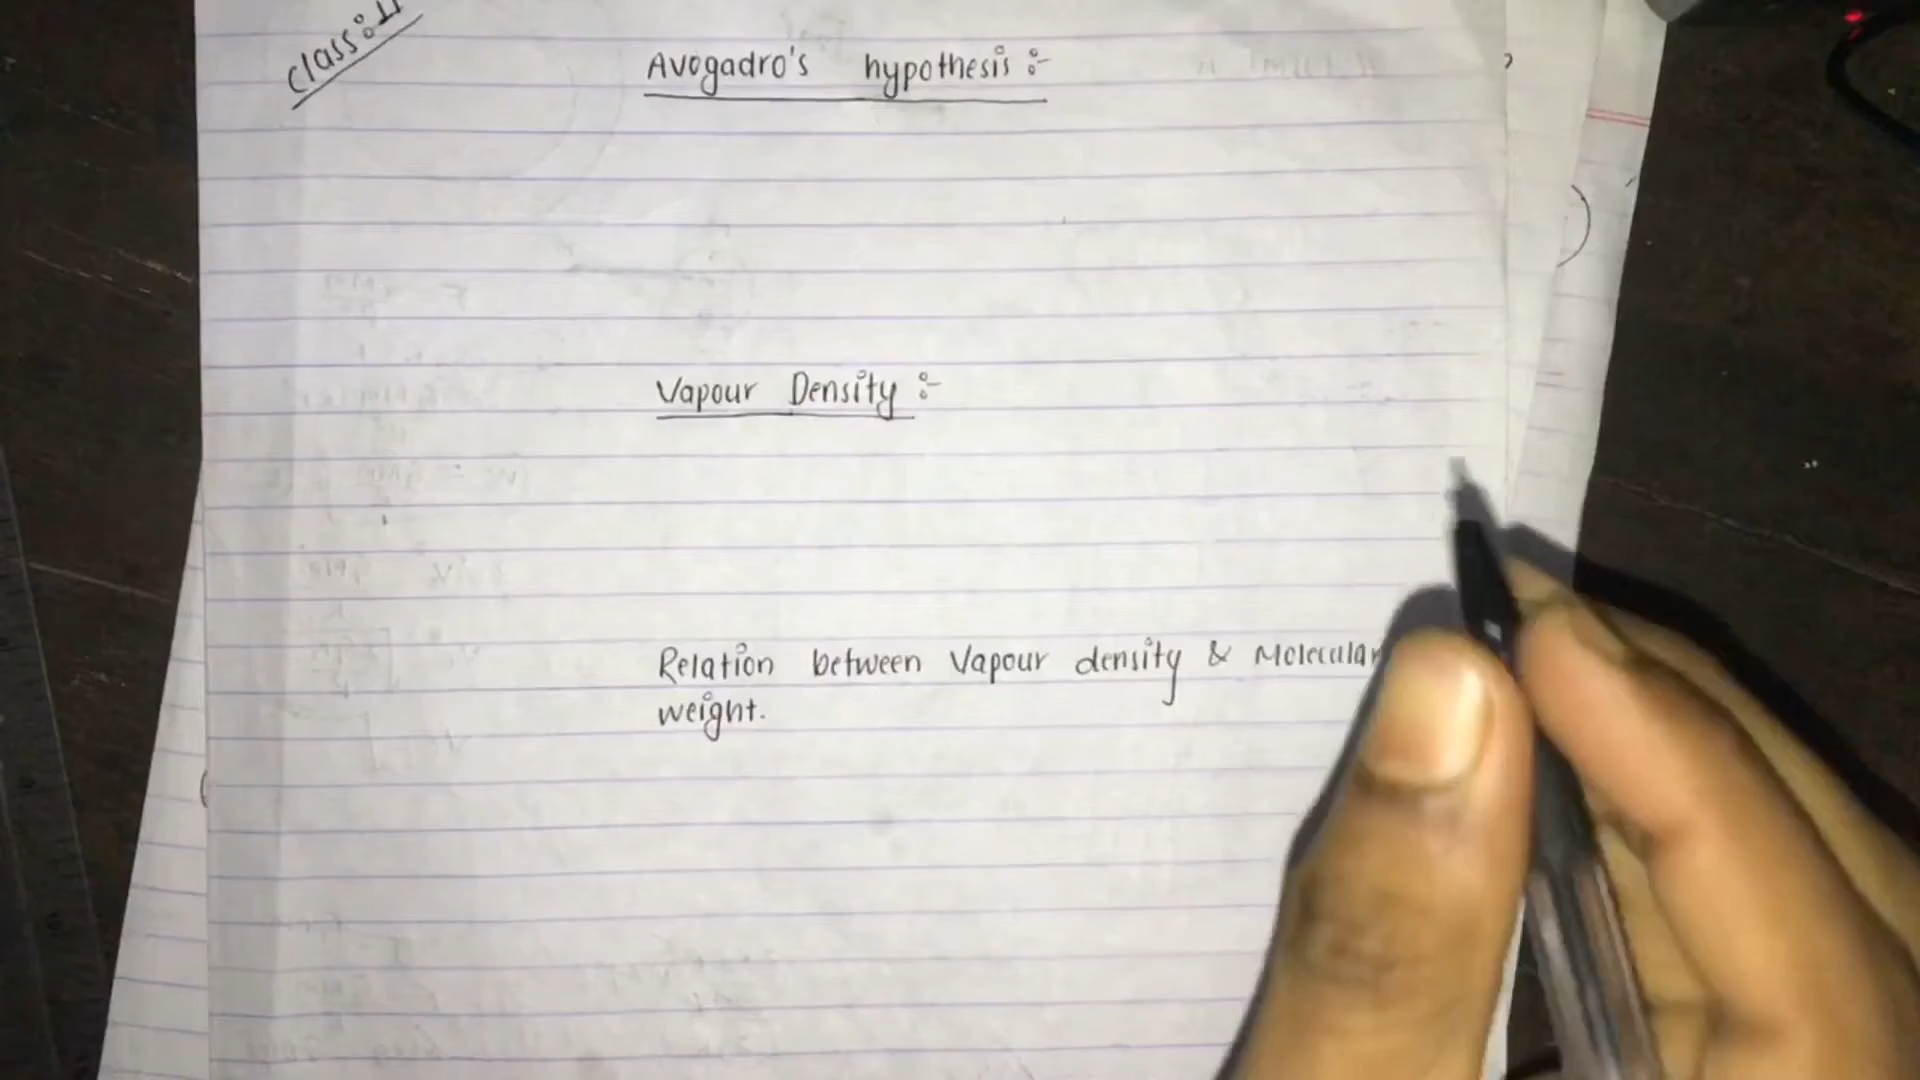 Class:-11
Avogadro's hypothesis :-
Vapour Density :-
Relation between Vapour density & Molecular
weight.